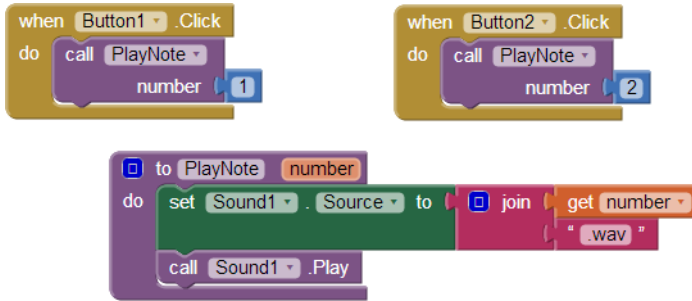 when Button1 .Click
do call PlayNote
number 1
when Button2 .Click
do call PlayNote
number 2
to PlayNote number
do set Sound1 . Source to join get number
" .wav "
call Sound1 .Play